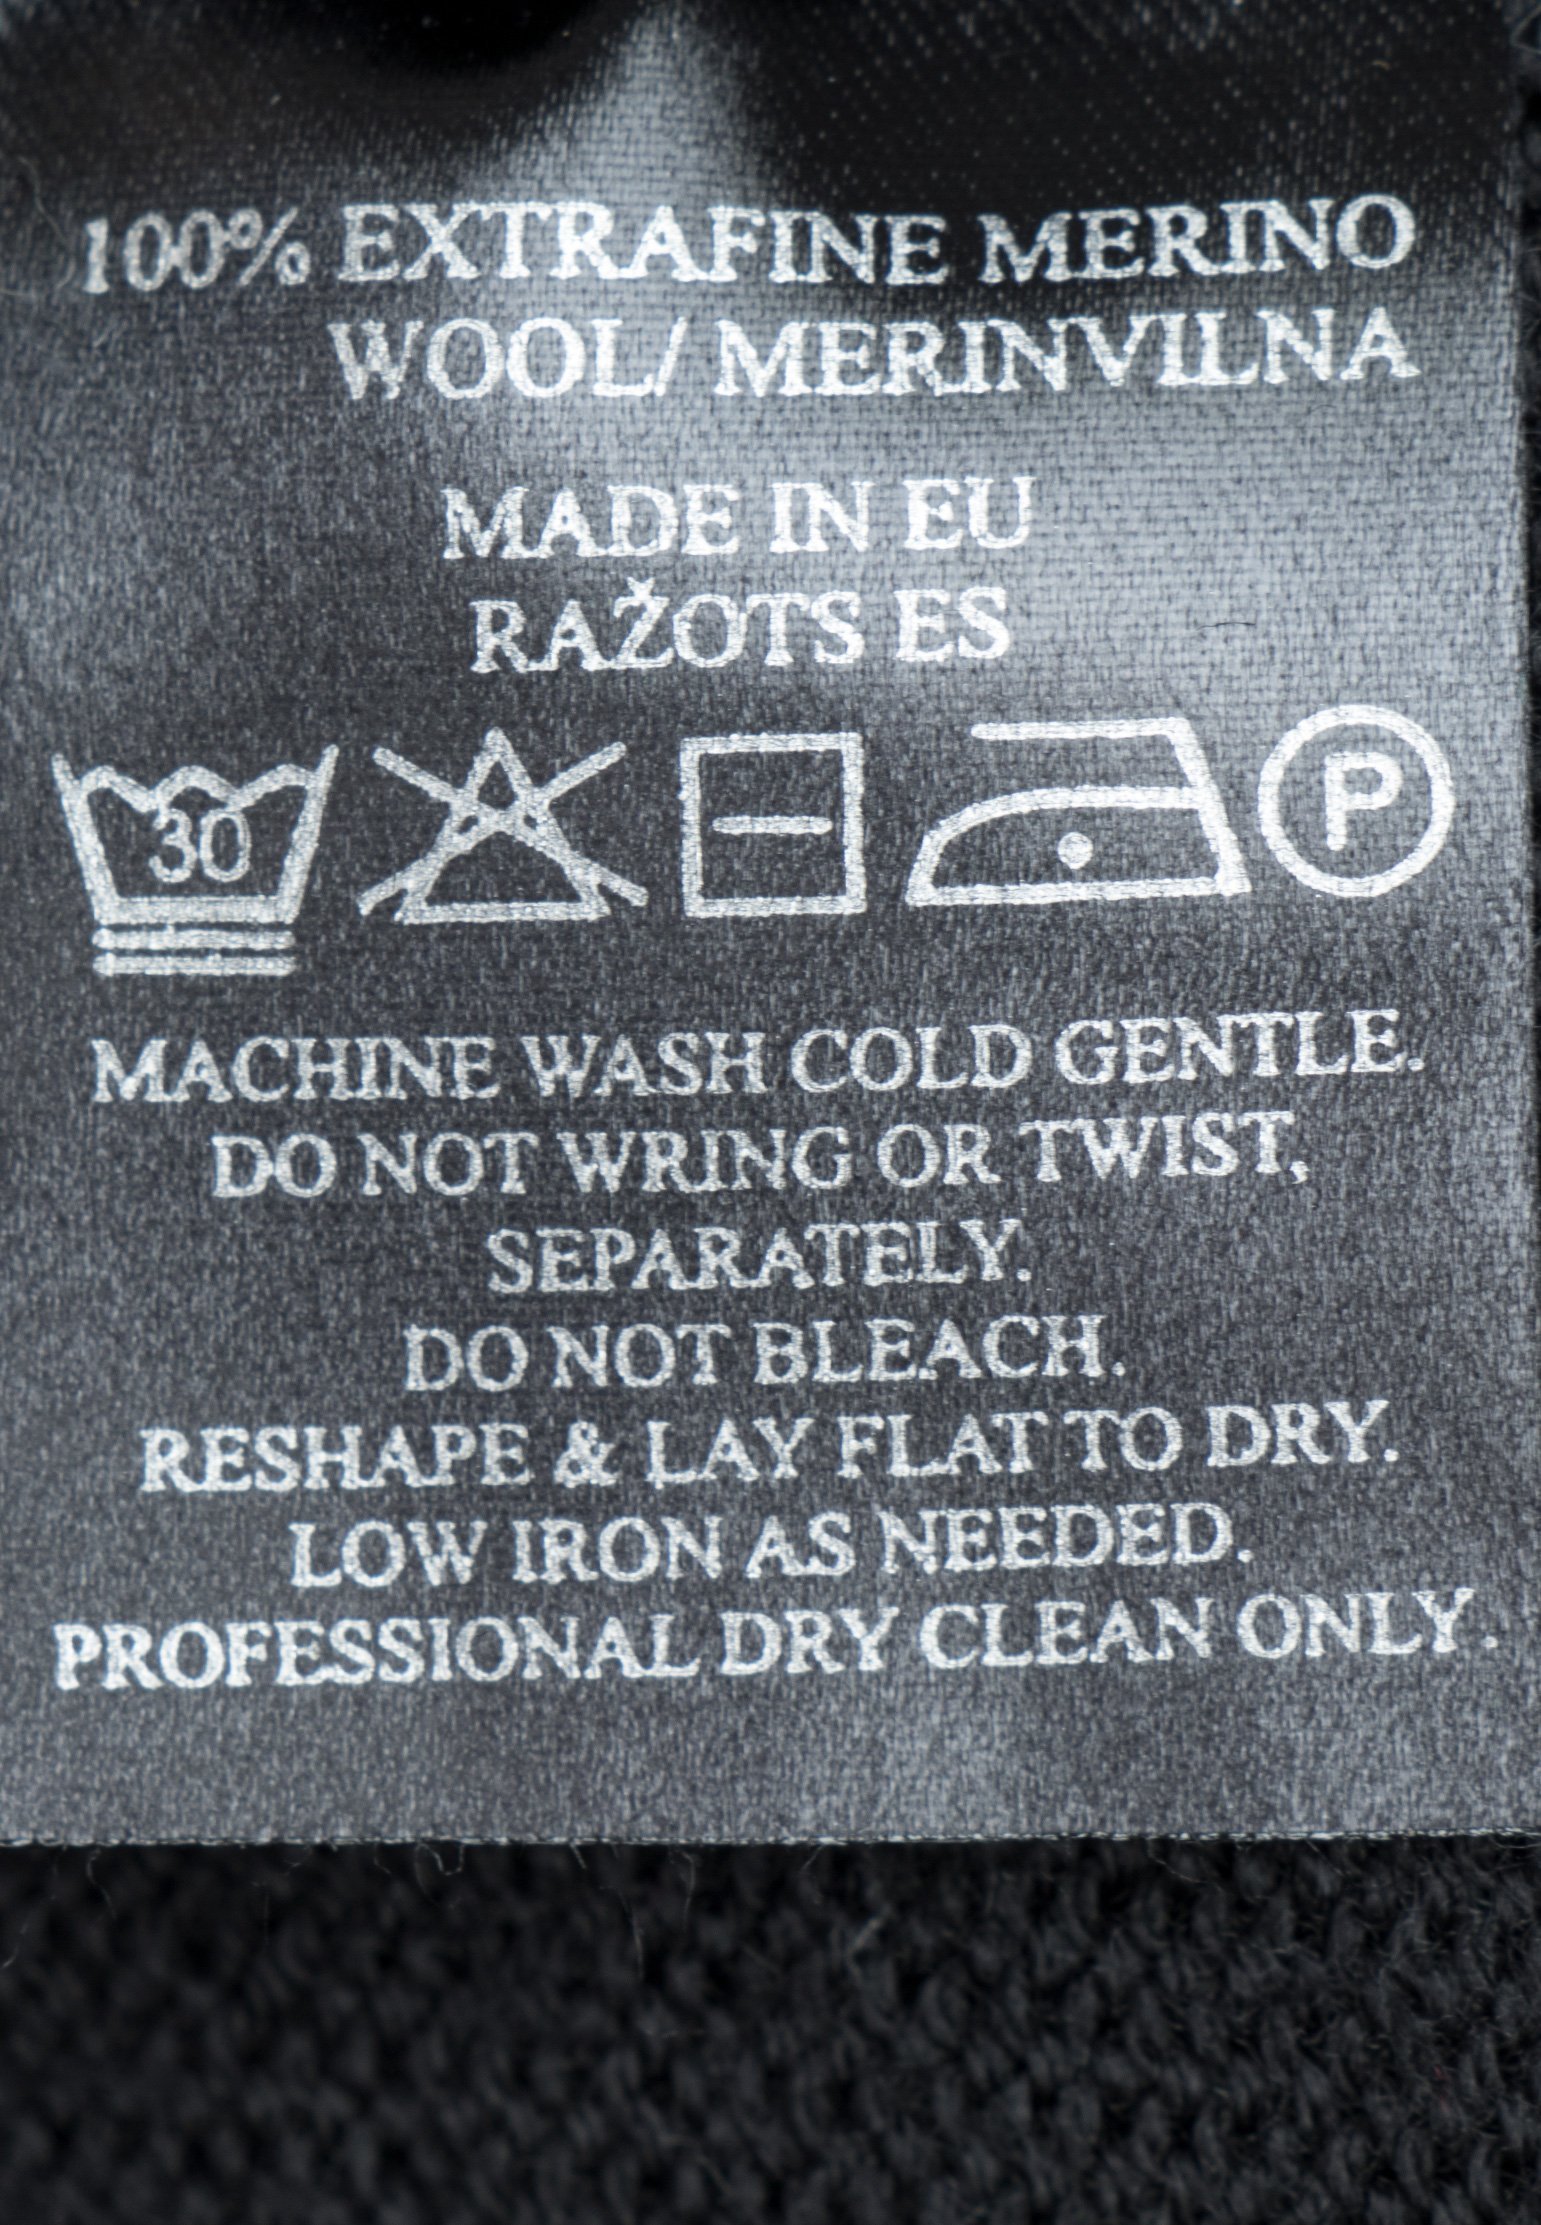 100% EXTRAFINE MERINO
WOOL/ MERINVILNA
MADE IN EU
RAŽOTS ES
30
P
MACHINE WASH COLD GENTLE.
DO NOT WRING OR TWIST,
SEPARATELY.
DO NOT BLEACH.
RESHAPE & LAY FLAT TO DRY.
LOW IRON AS NEEDED.
PROFESSIONAL DRY CLEAN ONLY.